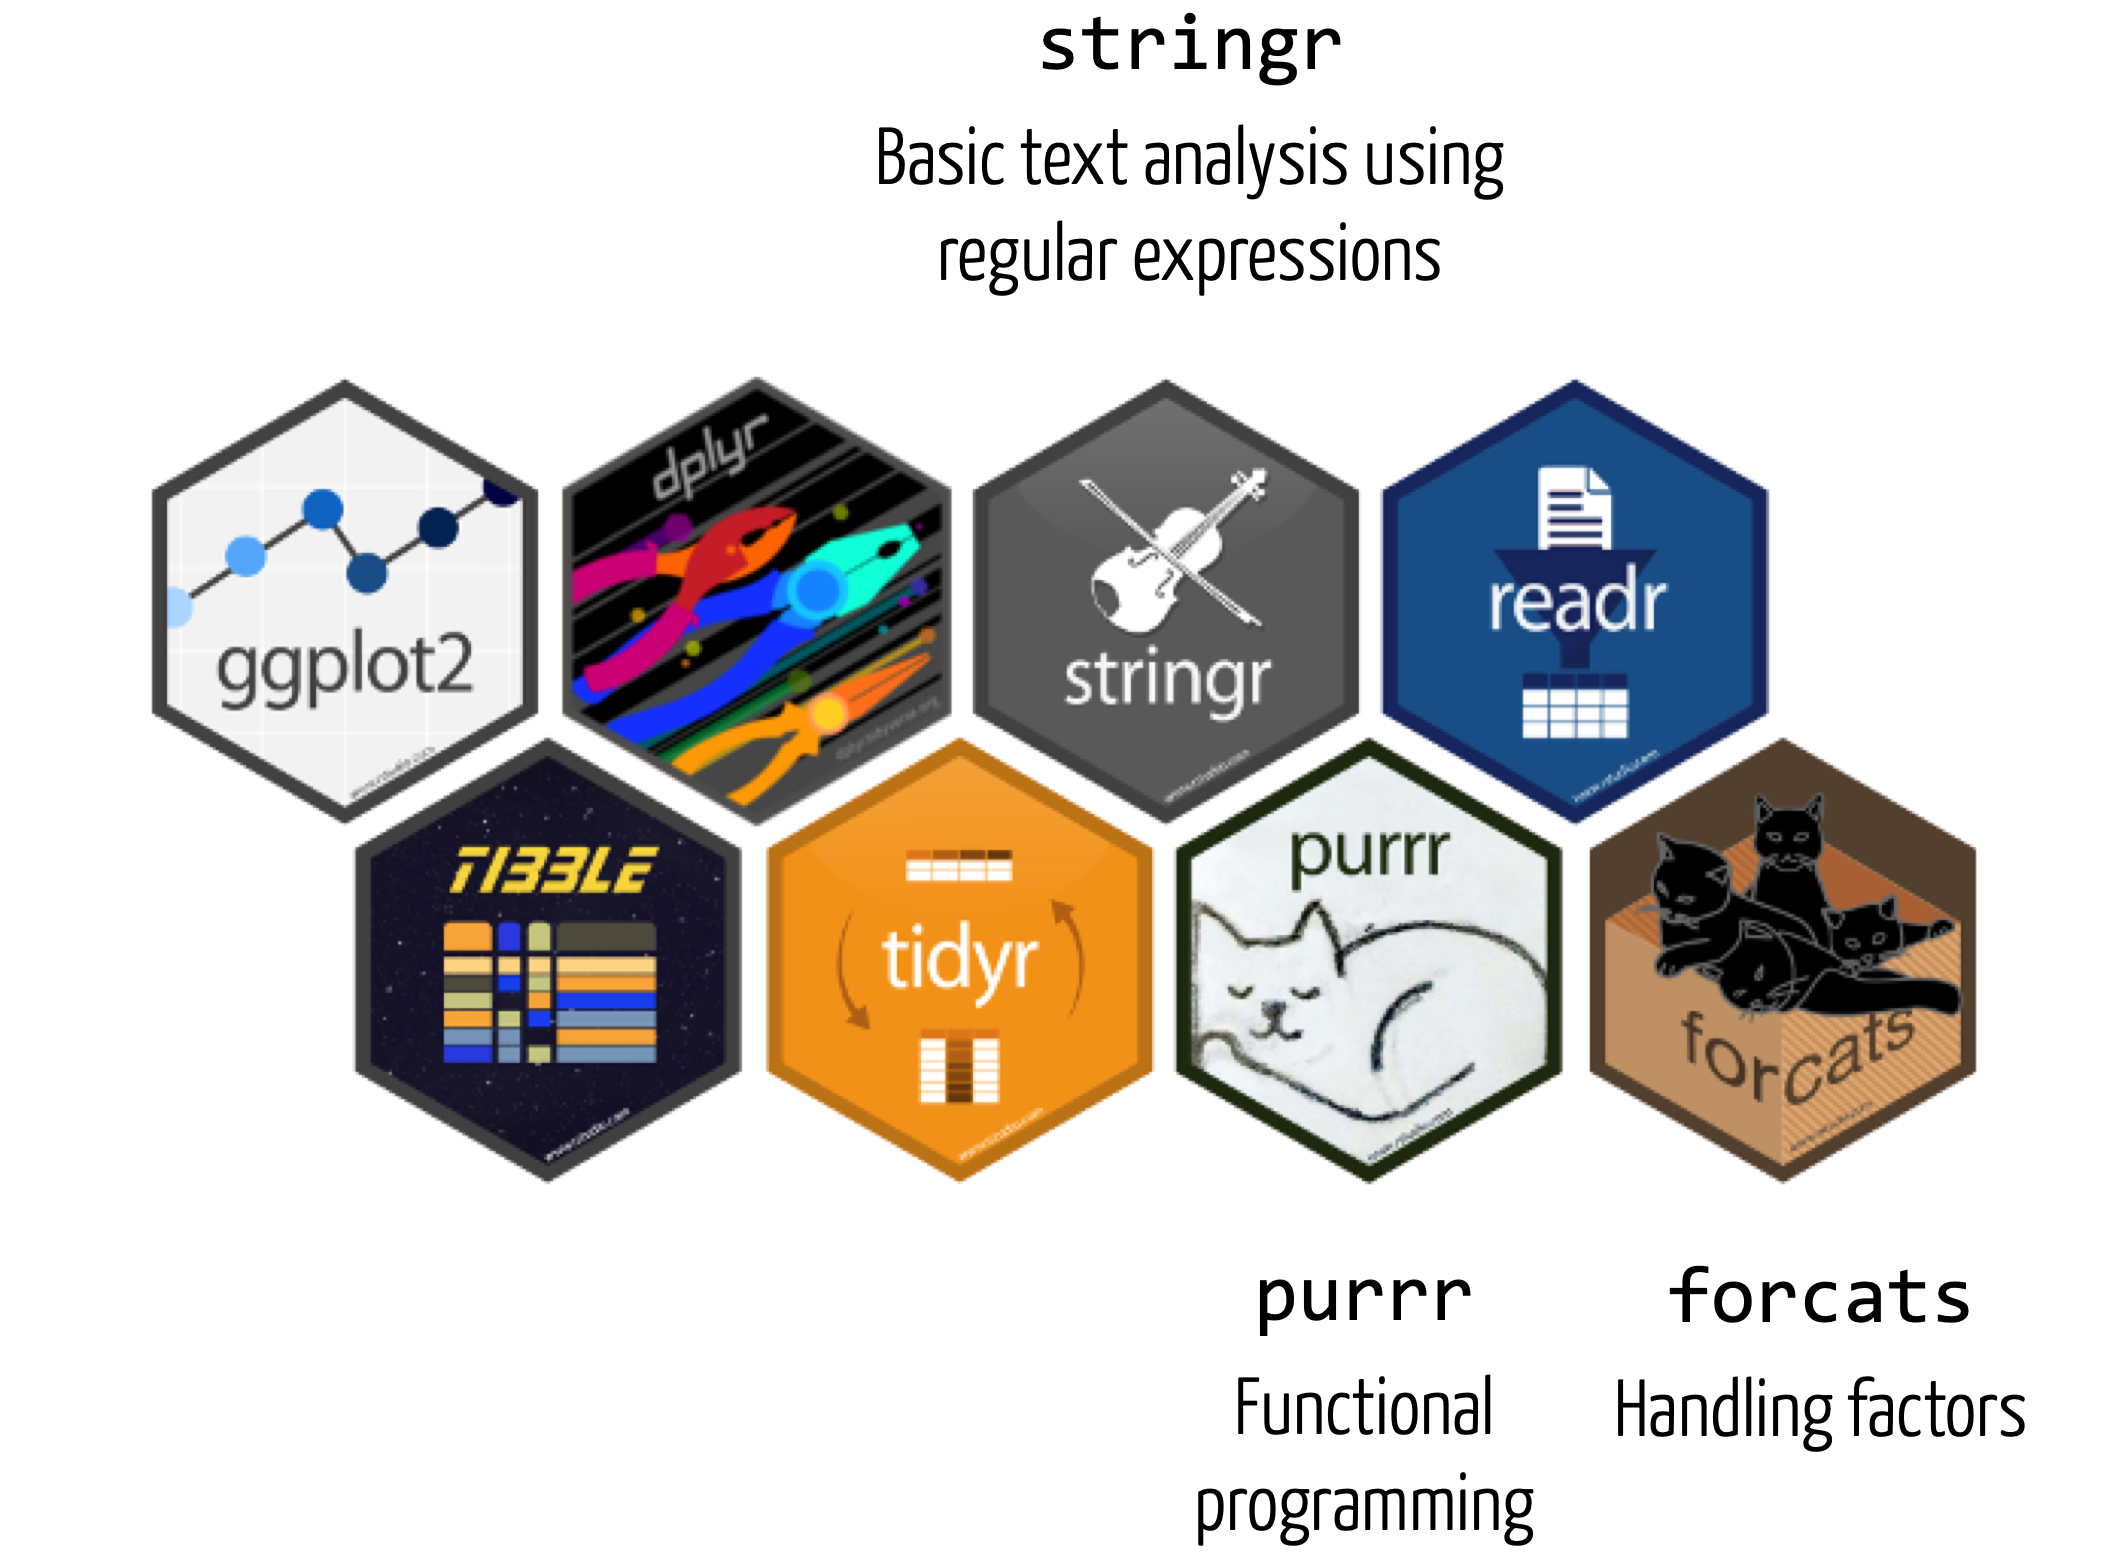 stringr
Basic text analysis using
regular expressions
ggplot2
dplyr
stringr
readr
TIBBLE
tidyr
purrr
forcats
purrr
Functional
programming
forcats
Handling factors